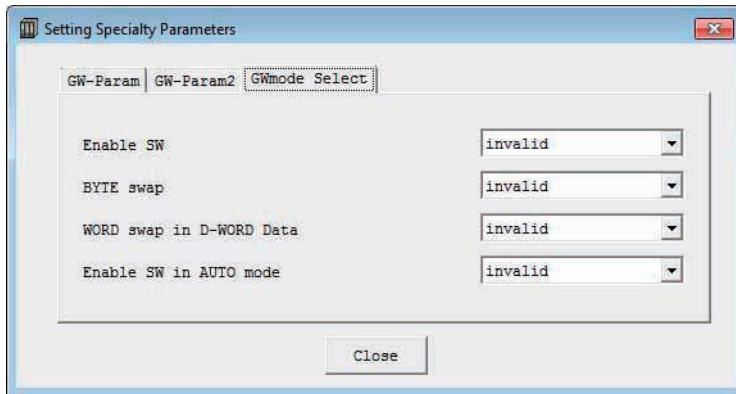 Setting Specialty Parameters
GW-Param GW-Param2 GWmode Select
Enable SW invalid
BYTE swap invalid
WORD swap in D-WORD Data invalid
Enable SW in AUTO mode invalid
Close